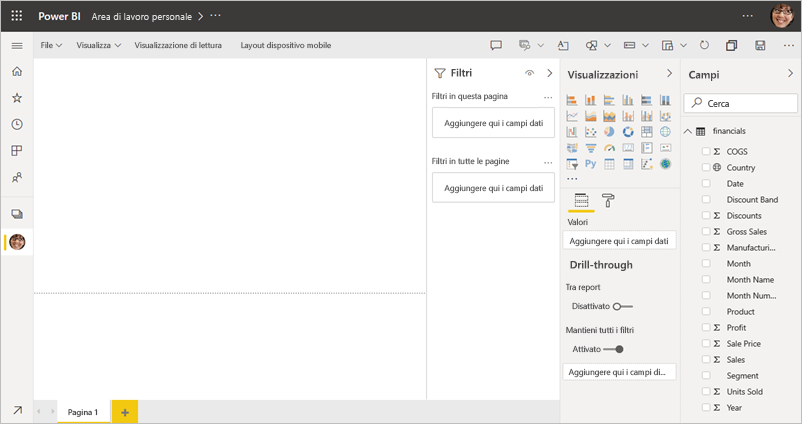 Power BI Area di lavoro personale
File Visualizza Visualizzazione di lettura Layout dispositivo mobile
Filtri
Filtri in questa pagina
Aggiungere qui i campi dati
Filtri in tutte le pagine
Aggiungere qui i campi dati
Visualizzazioni
Py
Valori
Aggiungere qui i campi dati
Drill-through
Tra report
Disattivato
Mantieni tutti i filtri
Attivato
Aggiungere qui i campi di...
Campi
Cerca
financials
COGS
Country
Date
Discount Band
Discounts
Gross Sales
Manufacturi...
Month
Month Name
Month Num...
Product
Profit
Sale Price
Sales
Segment
Units Sold
Year
Pagina 1